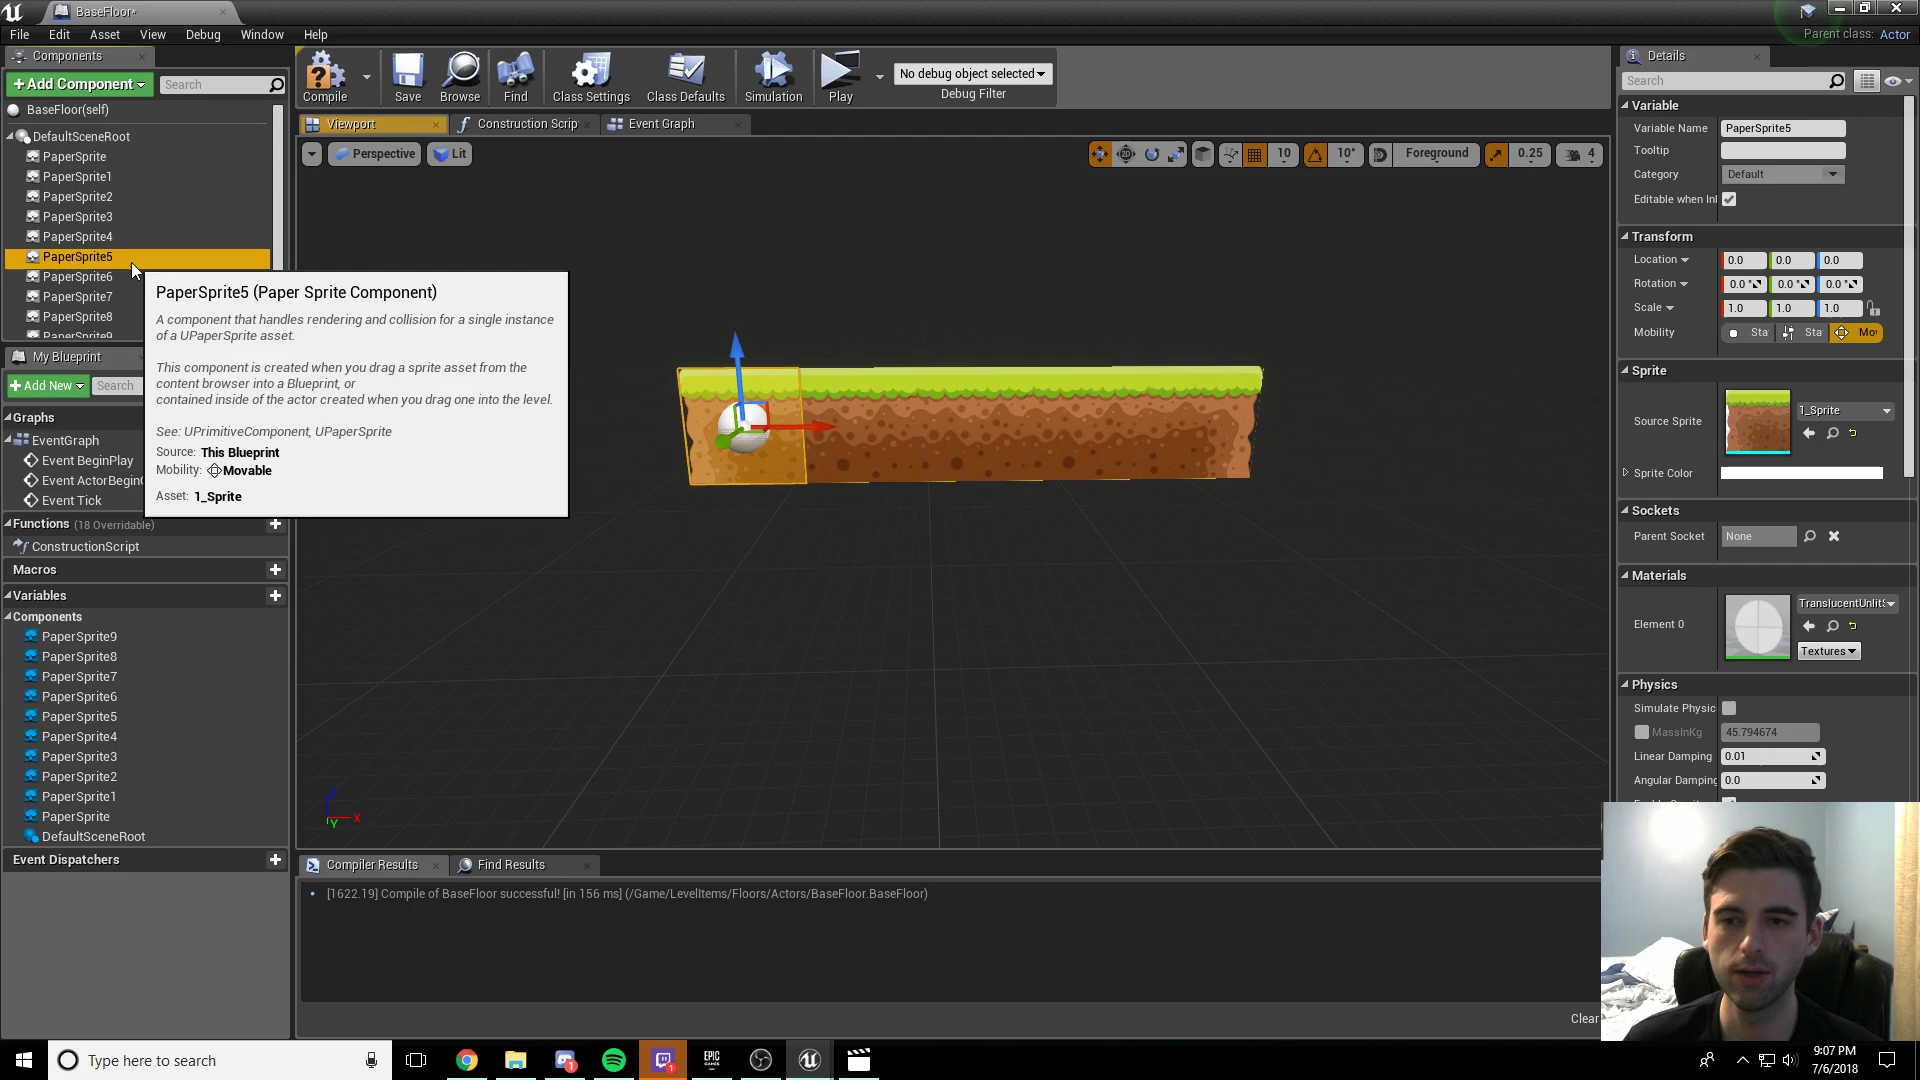 BaseFloor*
File Edit Asset View Debug Window Help
Parent class: Actor
Components
+ Add Component
Search
BaseFloor(self)
DefaultSceneRoot
PaperSprite
PaperSprite1
PaperSprite2
PaperSprite3
PaperSprite4
PaperSprite5
PaperSprite6
PaperSprite7
PaperSprite8
PaperSprite9
My Blueprint
+ Add New
Search
Graphs
EventGraph
Event BeginPlay
Event ActorBeginO
Event Tick
Functions (18 Overridable)
ConstructionScript
Macros
Variables
Components
PaperSprite9
PaperSprite8
PaperSprite7
PaperSprite6
PaperSprite5
PaperSprite4
PaperSprite3
PaperSprite2
PaperSprite1
PaperSprite
DefaultSceneRoot
Event Dispatchers
PaperSprite5 (Paper Sprite Component)
A component that handles rendering and collision for a single instance
of a UPaperSprite asset.
This component is created when you drag a sprite asset from the
content browser into a Blueprint, or
contained inside of the actor created when you drag one into the level.
See: UPrimitiveComponent, UPaperSprite
Source: This Blueprint
Mobility: Movable
Asset: 1_Sprite
Compile Save Browse Find Class Settings Class Defaults Simulation Play
No debug object selected
Debug Filter
Viewport Construction Scrip Event Graph
Perspective Lit
10 10° Foreground 0.25 4
Z
X
Y
Compiler Results Find Results
[1622.19] Compile of BaseFloor successful! [in 156 ms] (/Game/LevelItems/Floors/Actors/BaseFloor.BaseFloor)
Clear
Details
Search
Variable
Variable Name PaperSprite5
Tooltip
Category Default
Editable when Inl
Transform
Location 0.0 0.0 0.0
Rotation 0.0 ° 0.0 ° 0.0 °
Scale 1.0 1.0 1.0
Mobility Sta Sta Mo
Sprite
Source Sprite 1_Sprite
Sprite Color
Sockets
Parent Socket None
Materials
Element 0 TranslucentUnlitS
Textures
Physics
Simulate Physic
MassInKg 45.794674
Linear Damping 0.01
Angular Damping 0.0
Type here to search
EPIC
GAMES
9:07 PM
7/6/2018